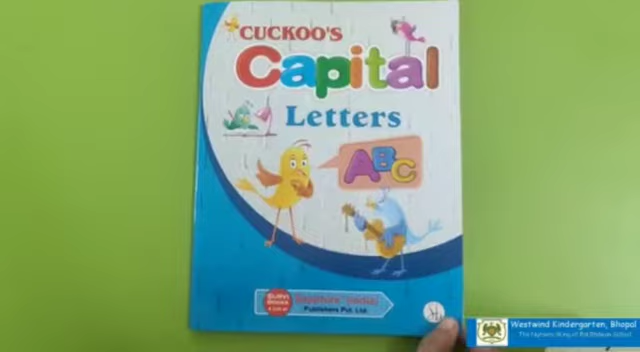 CUCKOO'S
Capital
Letters
ABC
Publishers Pvt. Ltd.
Westwind Kindergarten, Bhopal